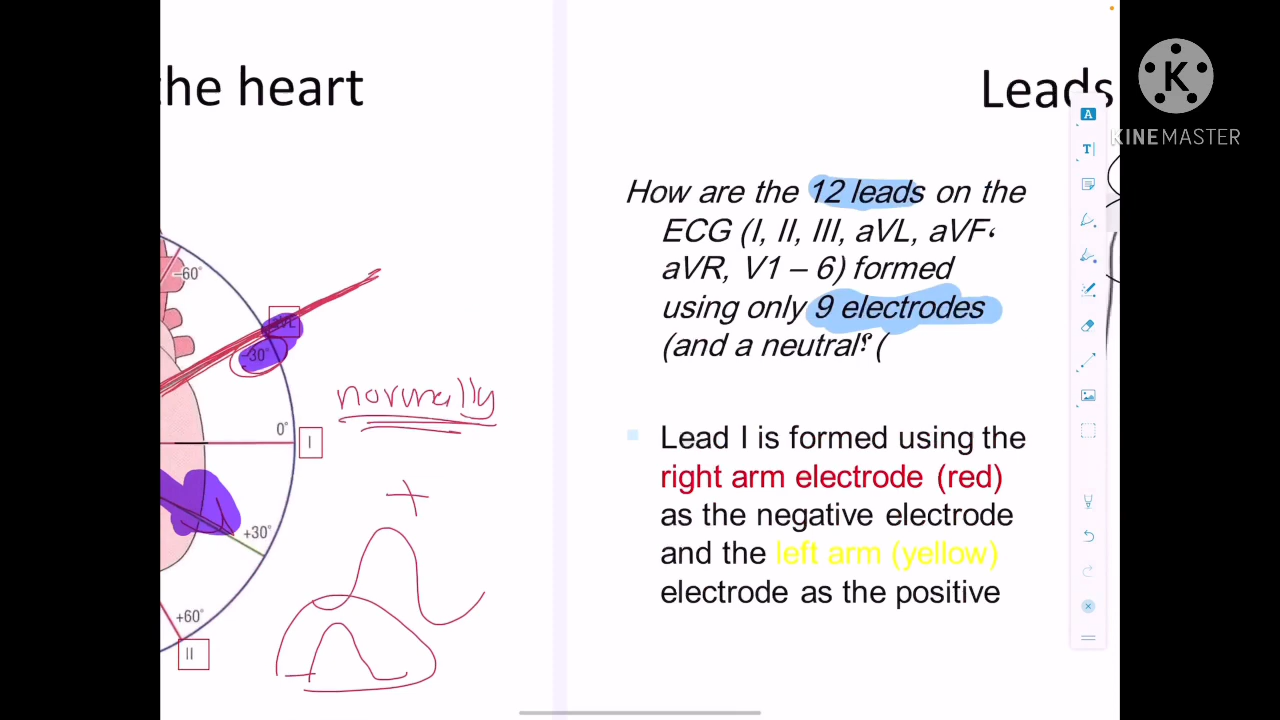 the heart
−60°
aVL
−30°
0°
I
+30°
+60°
II
normally
+
Leads
How are the 12 leads on the
ECG (I, II, III, aVL, aVF،
aVR, V1 – 6) formed
using only 9 electrodes
(and a neutral؟ (
Lead I is formed using the
right arm electrode (red)
as the negative electrode
and the left arm (yellow)
electrode as the positive
A
T
K
KINEMASTER